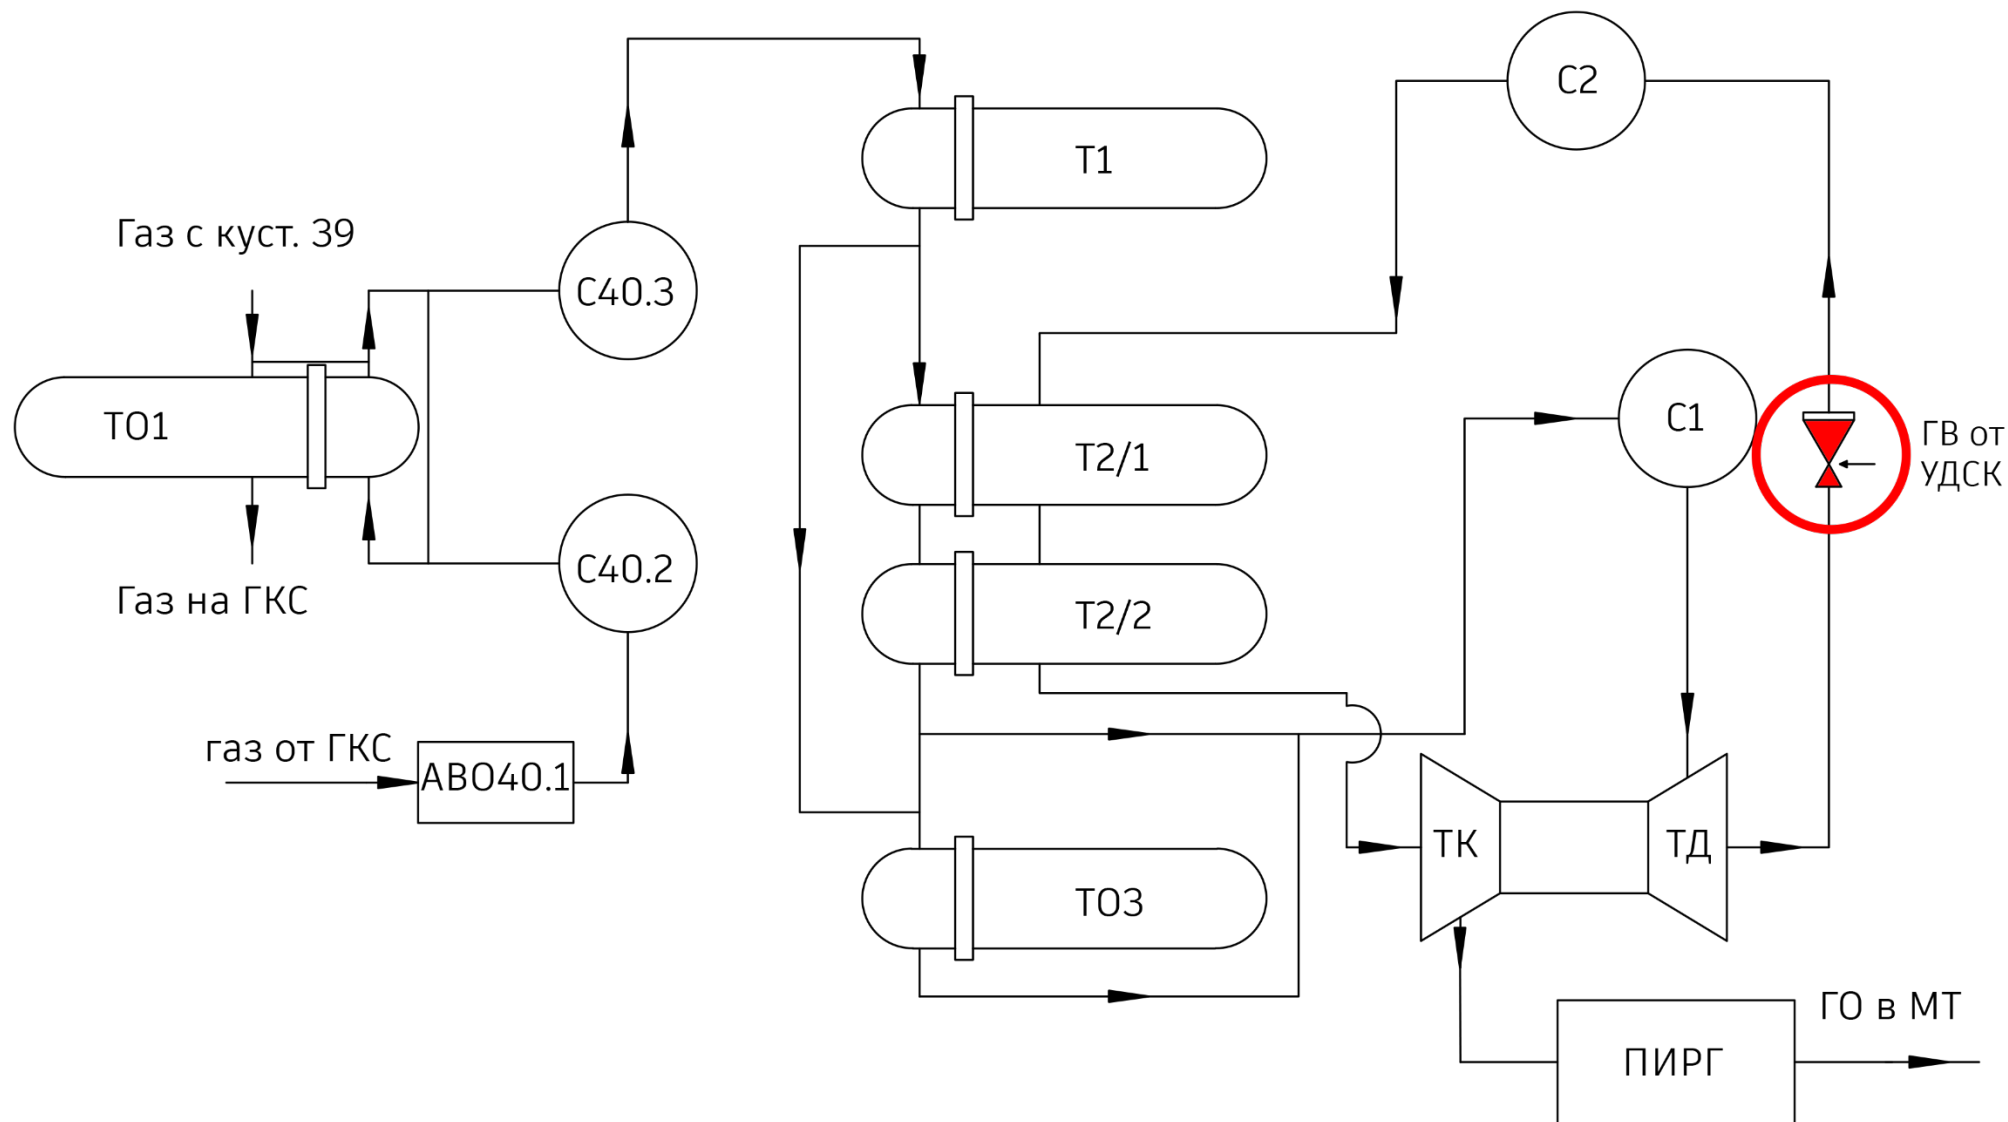 С2
Т1
Газ с куст. 39
С40.3
С1
ГВ от
УДСК
ТО1
Т2/1
С40.2
Газ на ГКС
Т2/2
газ от ГКС
АВО40.1
ТК
ТД
ТО3
ГО в МТ
ПИРГ